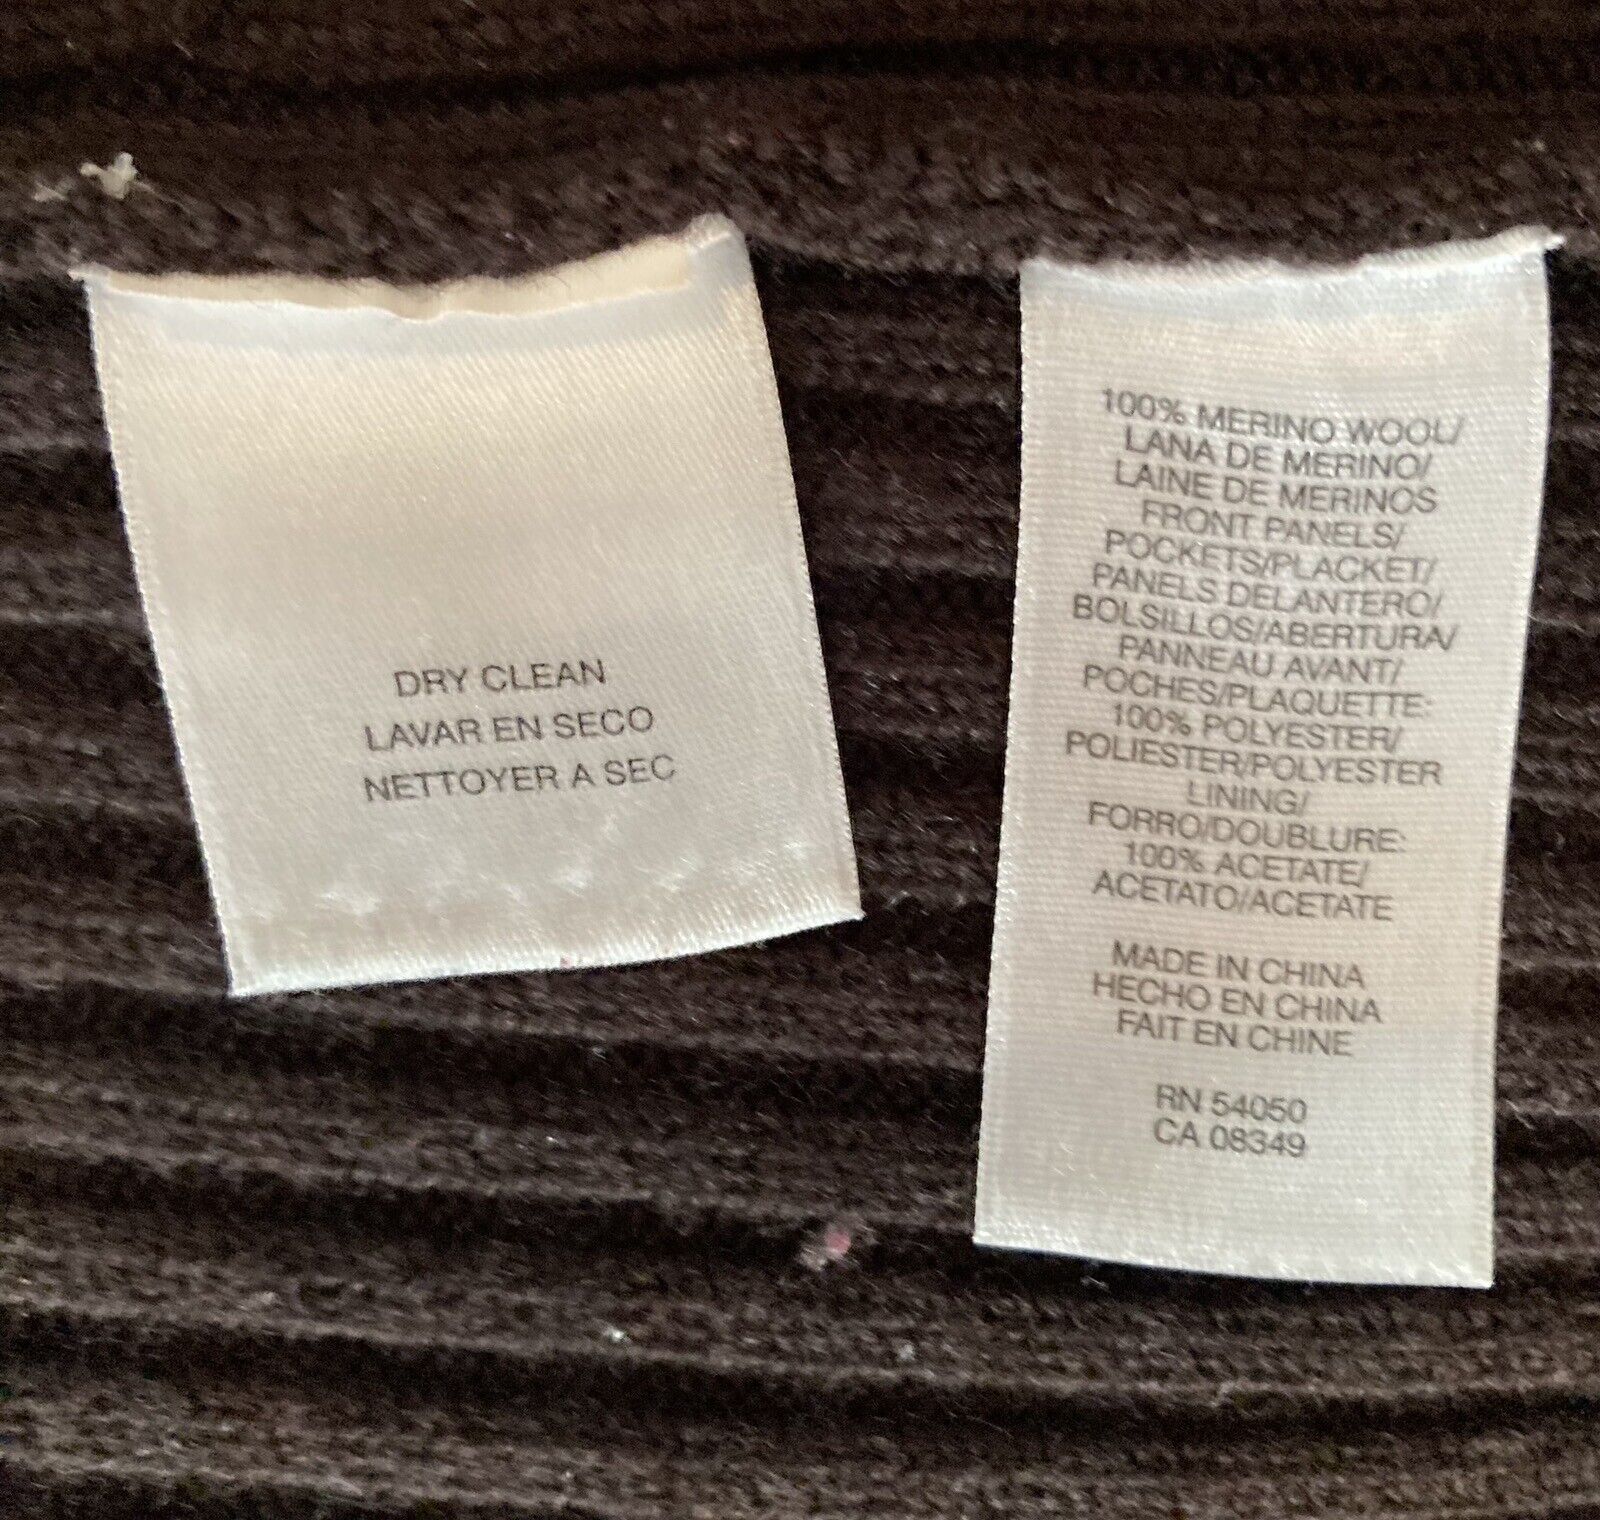 DRY CLEAN
LAVAR EN SECO
NETTOYER A SEC
100% MERINO WOOL/
LANA DE MERINO/
LAINE DE MERINOS
FRONT PANELS/
POCKETS/PLACKET/
PANELS DELANTERO/
BOLSILLOS/ABERTURA/
PANNEAU AVANT/
POCHES/PLAQUETTE:
100% POLYESTER/
POLIESTER/POLYESTER
LINING/
FORRO/DOUBLURE:
100% ACETATE/
ACETATO/ACETATE
MADE IN CHINA
HECHO EN CHINA
FAIT EN CHINE
RN 54050
CA 08349